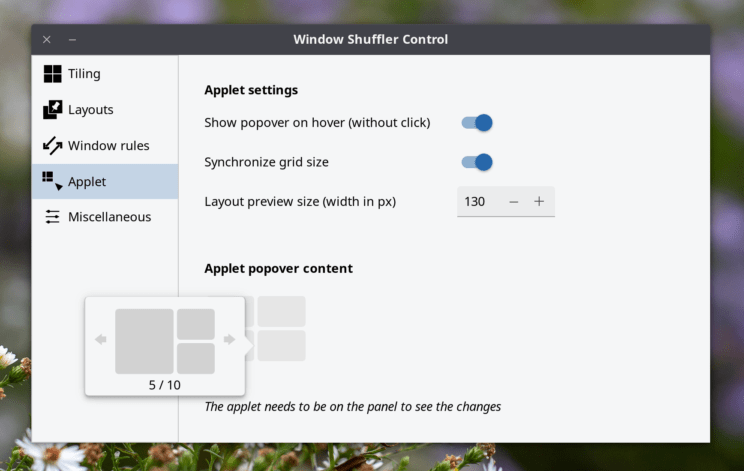 Window Shuffler Control
Tiling
Layouts
Window rules
Applet
Miscellaneous
Applet settings
Show popover on hover (without click)
Synchronize grid size
Layout preview size (width in px)
130
Applet popover content
5 / 10
The applet needs to be on the panel to see the changes